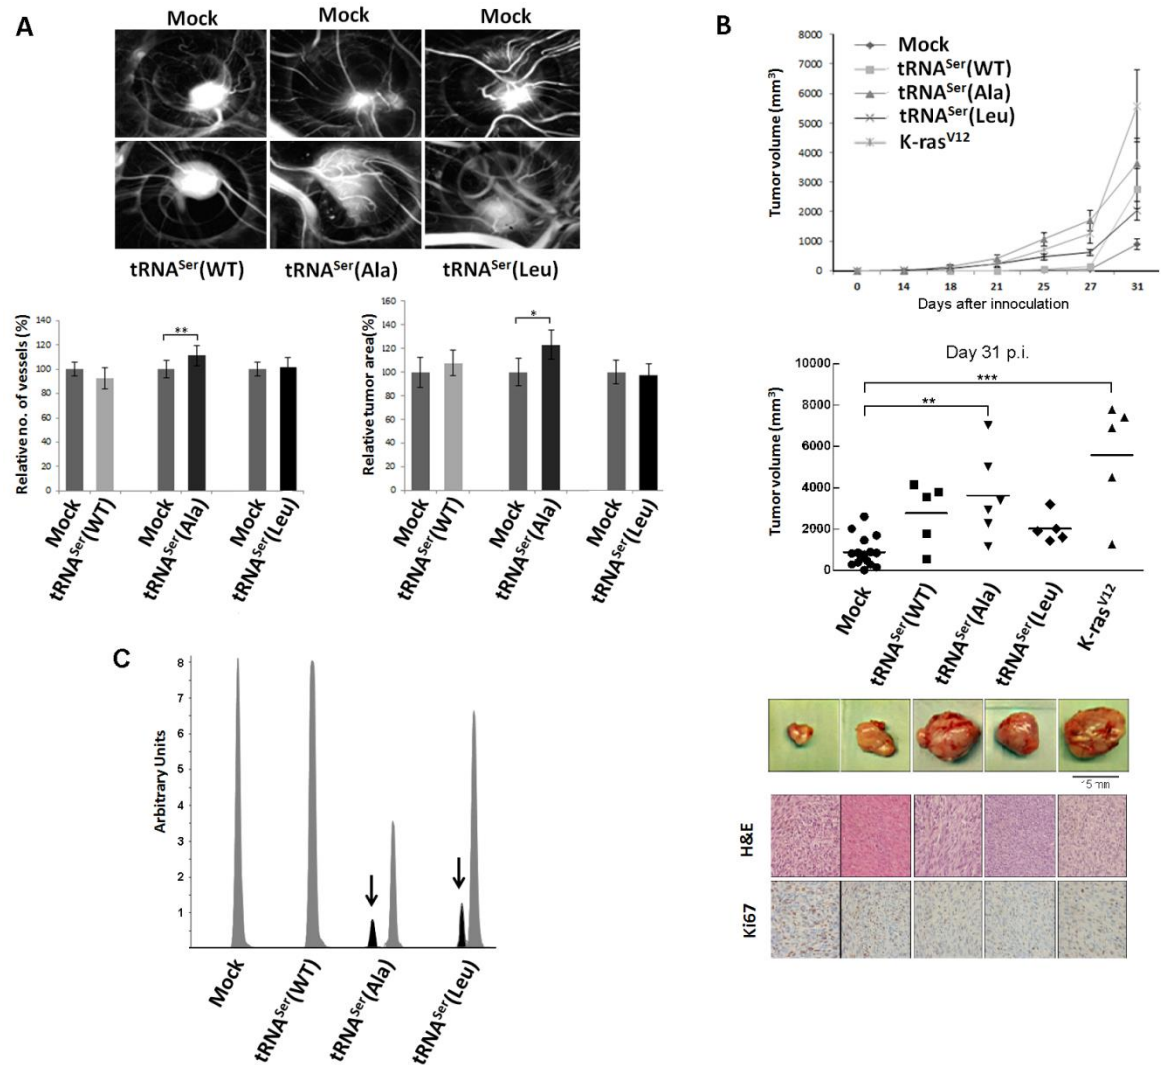 A
Mock Mock Mock
tRNASer(WT) tRNASer(Ala) tRNASer(Leu)
Relative no. of vessels (%)
140
120
100
80
60
40
20
0
**
Mock
tRNASer(WT)
Mock
tRNASer(Ala)
Mock
tRNASer(Leu)
Relative tumor area(%)
160
140
120
100
80
60
40
20
0
*
Mock
tRNASer(WT)
Mock
tRNASer(Ala)
Mock
tRNASer(Leu)
B
Tumor volume (mm³)
8000
7000
6000
5000
4000
3000
2000
1000
0
Mock
tRNASer(WT)
tRNASer(Ala)
tRNASer(Leu)
K-rasV12
0 14 18 21 25 27 31
Days after innoculation
Day 31 p.i.
Tumor volume (mm³)
10000
8000
6000
4000
2000
0
***
**
Mock
tRNASer(WT)
tRNASer(Ala)
tRNASer(Leu)
K-rasV12
15 mm
H&E
Ki67
C
Arbitrary Units
8
7
6
5
4
3
2
1
Mock
tRNASer(WT)
tRNASer(Ala)
tRNASer(Leu)